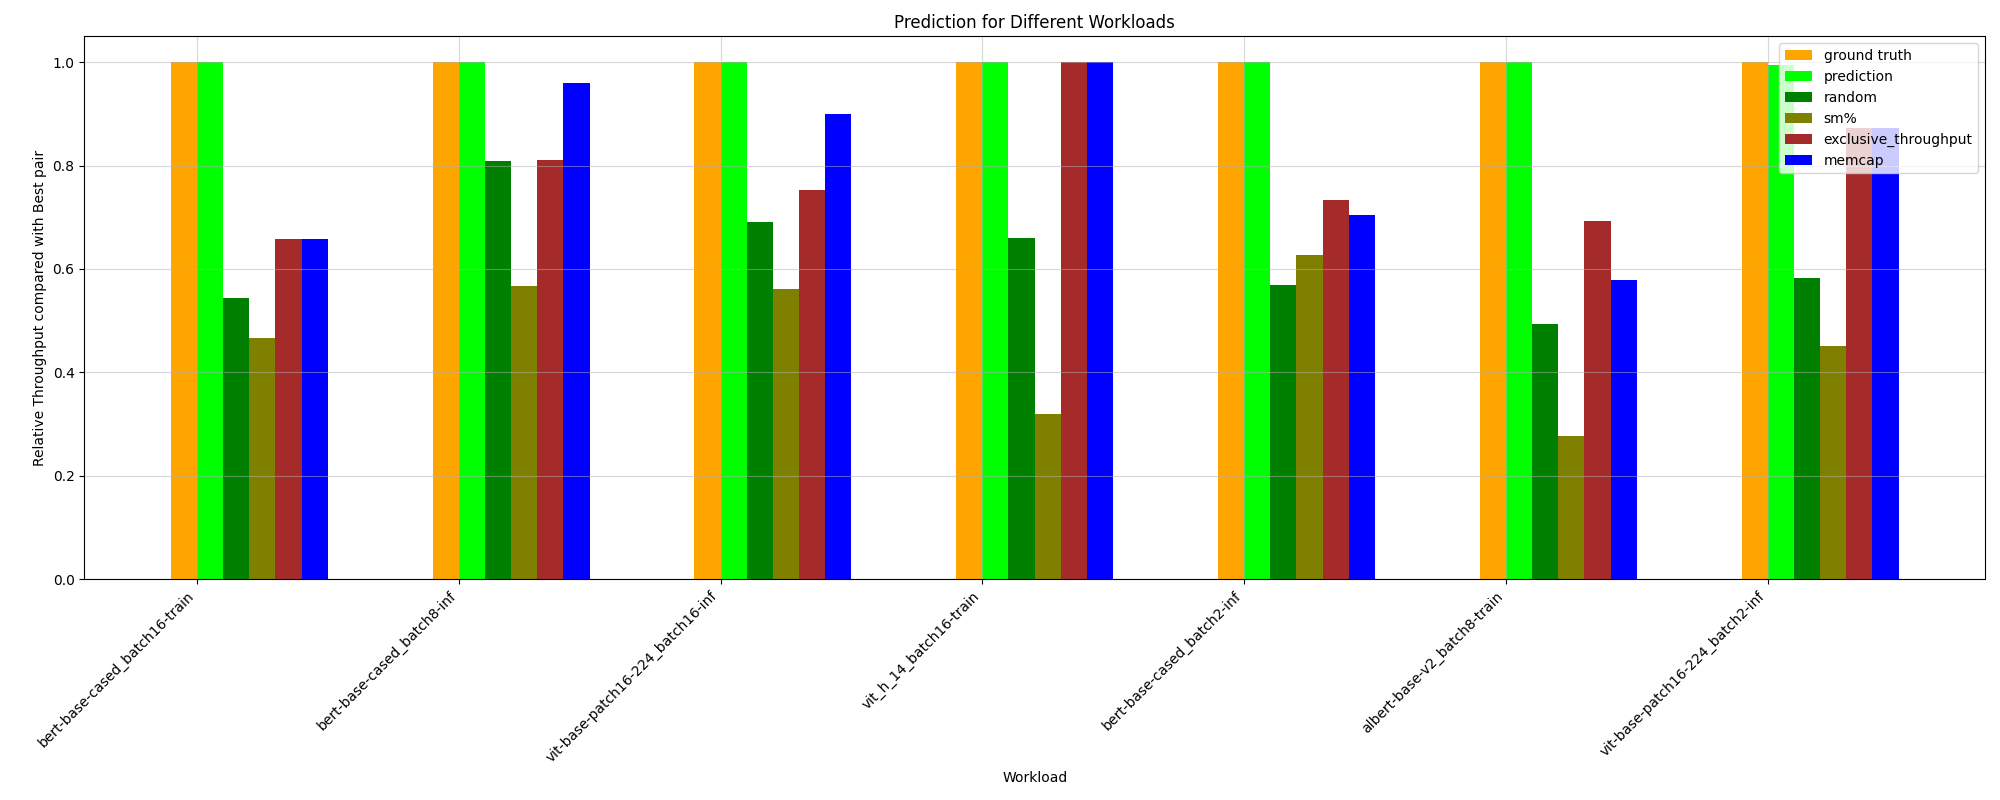 Prediction for Different Workloads
Relative Throughput compared with Best pair
1.0
0.8
0.6
0.4
0.2
0.0
ground truth
prediction
random
sm%
exclusive_throughput
memcap
bert-base-cased_batch16-train
bert-base-cased_batch8-inf
vit-base-patch16-224_batch16-inf
vit_h_14_batch16-train
bert-base-cased_batch2-inf
albert-base-v2_batch8-train
vit-base-patch16-224_batch2-inf
Workload